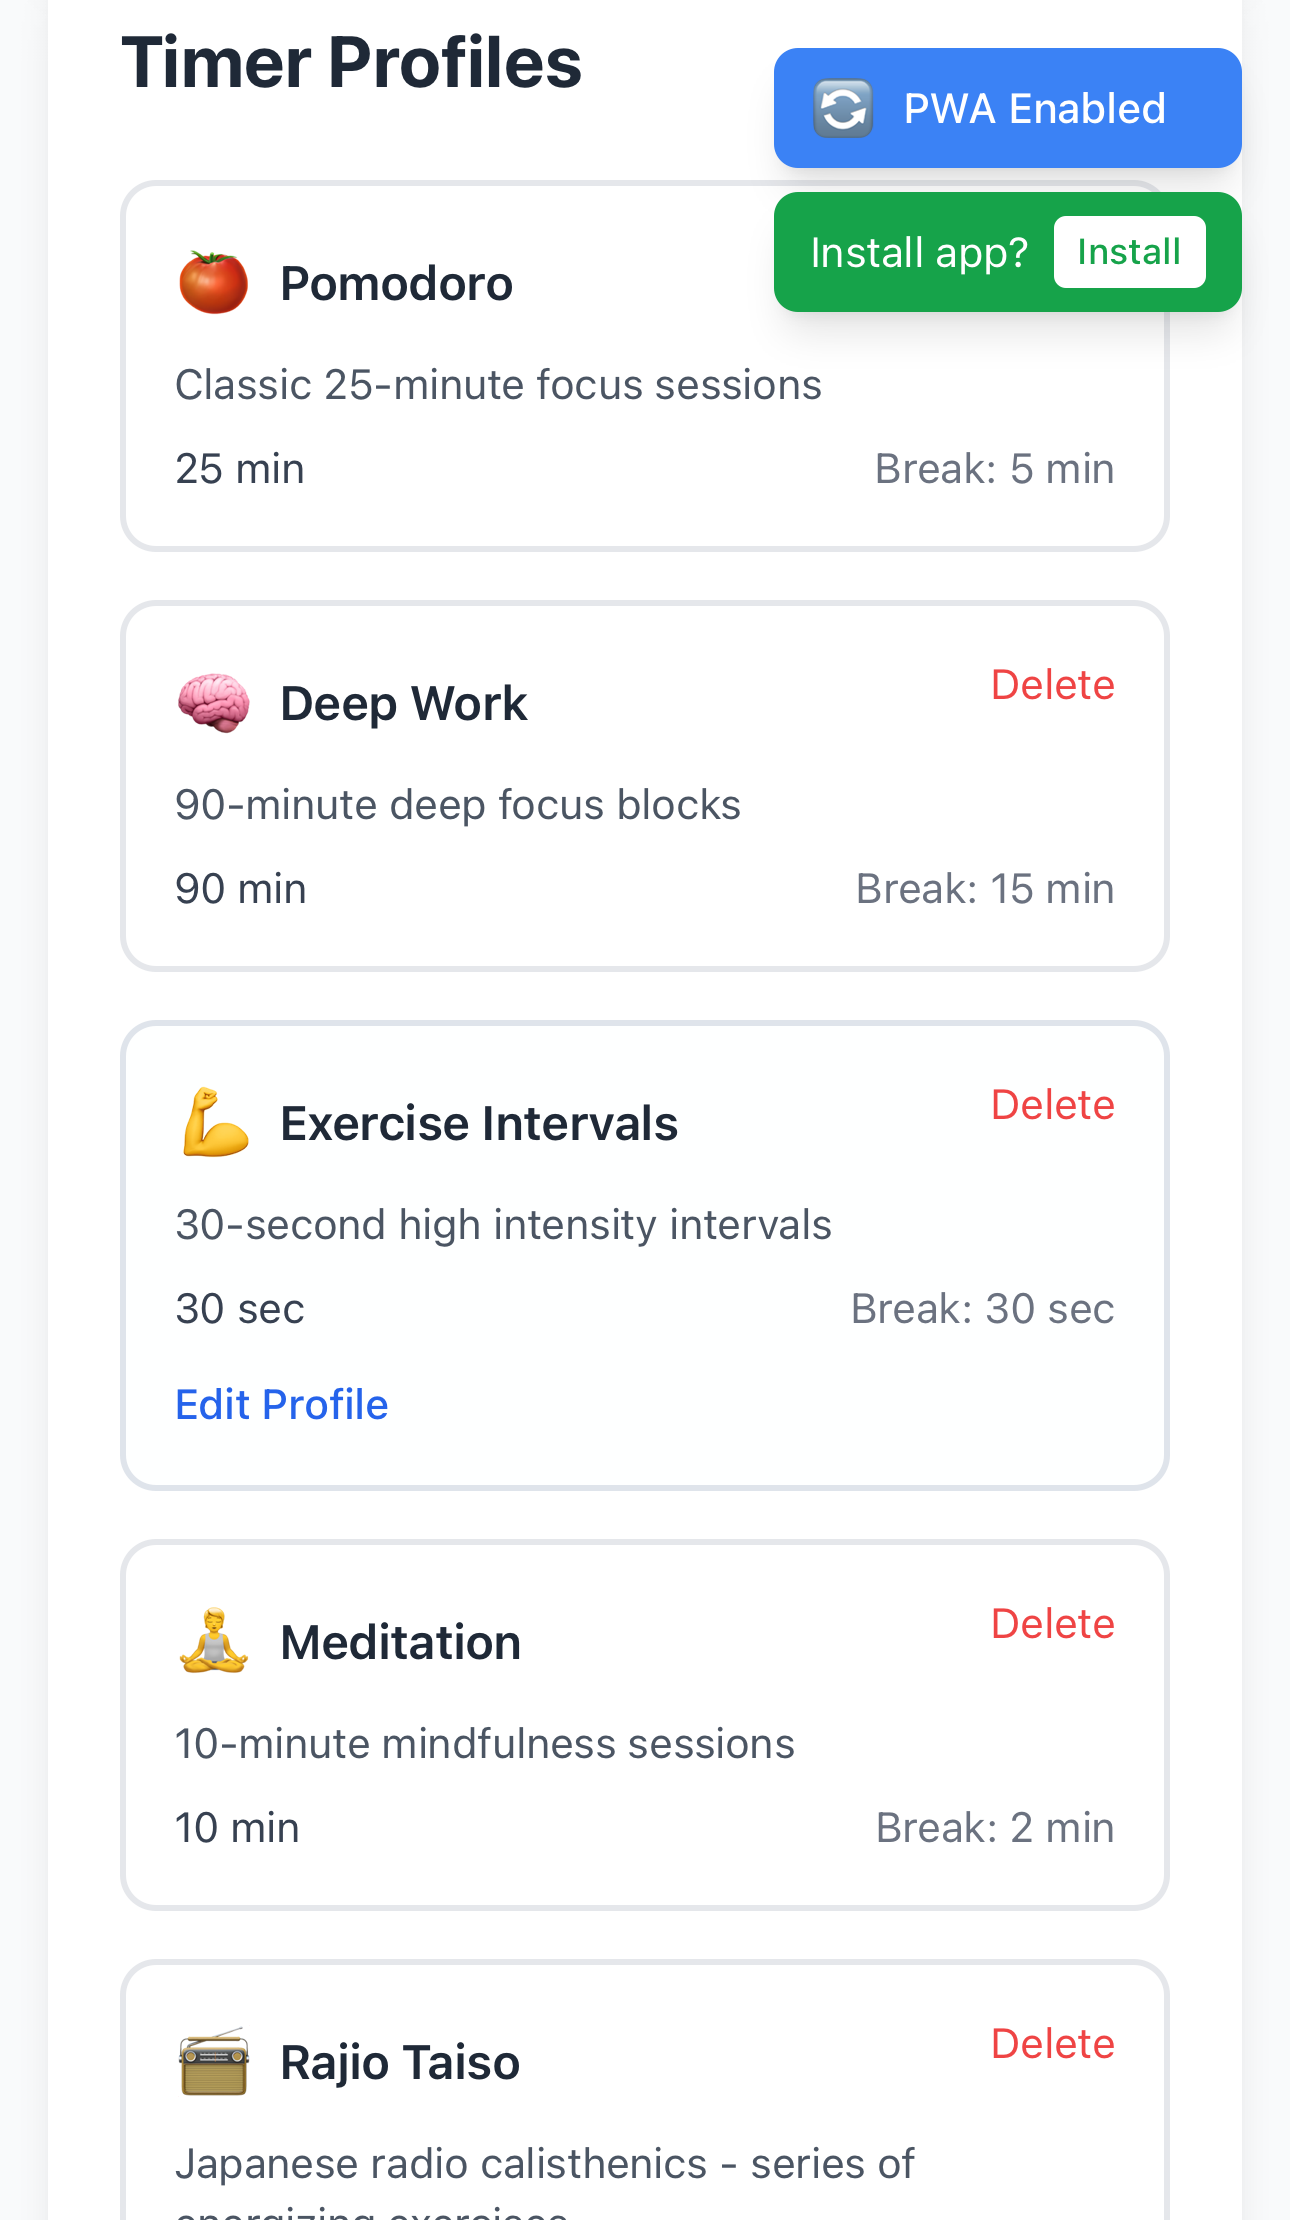 Timer Profiles
PWA Enabled
Install app? Install
Pomodoro
Classic 25-minute focus sessions
25 min Break: 5 min
Deep Work Delete
90-minute deep focus blocks
90 min Break: 15 min
Exercise Intervals Delete
30-second high intensity intervals
30 sec Break: 30 sec
Edit Profile
Meditation Delete
10-minute mindfulness sessions
10 min Break: 2 min
Rajio Taiso Delete
Japanese radio calisthenics - series of
energizing exercises